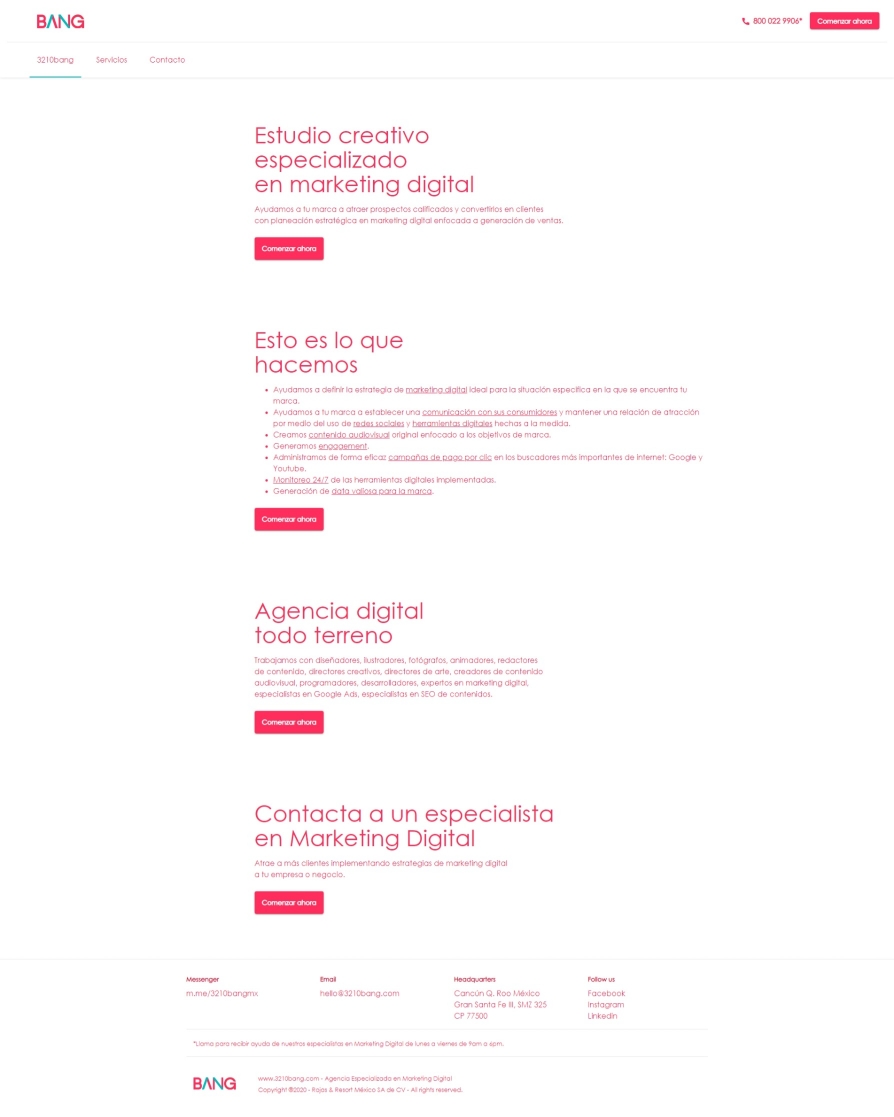 BANG
800 022 9906*
Comenzar ahora
3210bang
Servicios
Contacto
Estudio creativo
especializado
en marketing digital
Ayudamos a tu marca a atraer prospectos calificados y convertirlos en clientes
con planeación estratégica en marketing digital enfocada a generación de ventas.
Comenzar ahora
Esto es lo que
hacemos
• Ayudamos a definir la estrategia de marketing digital ideal para la situación específica en la que se encuentra tu
marca.
• Ayudamos a tu marca a establecer una comunicación con sus consumidores y mantener una relación de atracción
por medio del uso de redes sociales y herramientas digitales hechas a la medida.
• Creamos contenido audiovisual original enfocado a los objetivos de marca.
• Generamos engagement.
• Administramos de forma eficaz campañas de pago por clic en los buscadores más importantes de internet: Google y
Youtube.
• Monitoreo 24/7 de las herramientas digitales implementadas.
• Generación de data valiosa para la marca.
Comenzar ahora
Agencia digital
todo terreno
Trabajamos con diseñadores, ilustradores, fotógrafos, animadores, redactores
de contenido, directores creativos, directores de arte, creadores de contenido
audiovisual, programadores, desarrolladores, expertos en marketing digital,
especialistas en Google Ads, especialistas en SEO de contenidos.
Comenzar ahora
Contacta a un especialista
en Marketing Digital
Atrae a más clientes implementando estrategias de marketing digital
a tu empresa o negocio.
Comenzar ahora
Messenger
m.me/3210bangmx
Email
hello@3210bang.com
Headquarters
Cancún Q. Roo México
Gran Santa Fe III, SMZ 325
CP 77500
Follow us
Facebook
Instagram
Linkedin
*Llama para recibir ayuda de nuestros especialistas en Marketing Digital de lunes a viernes de 9am a 6pm.
BANG
www.3210bang.com - Agencia Especializada en Marketing Digital
Copyright ®2020 - Rojas & Resort México SA de CV - All rights reserved.